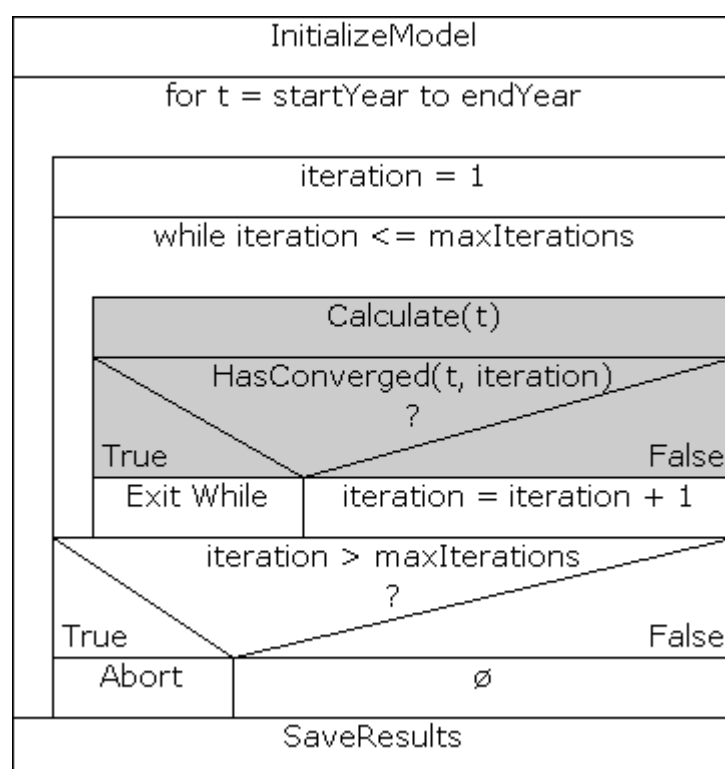 InitializeModel
for t = startYear to endYear
iteration = 1
while iteration <= maxIterations
Calculate(t)
HasConverged(t, iteration)
?
True
False
Exit While
iteration = iteration + 1
iteration > maxIterations
?
True
False
Abort
ø
SaveResults